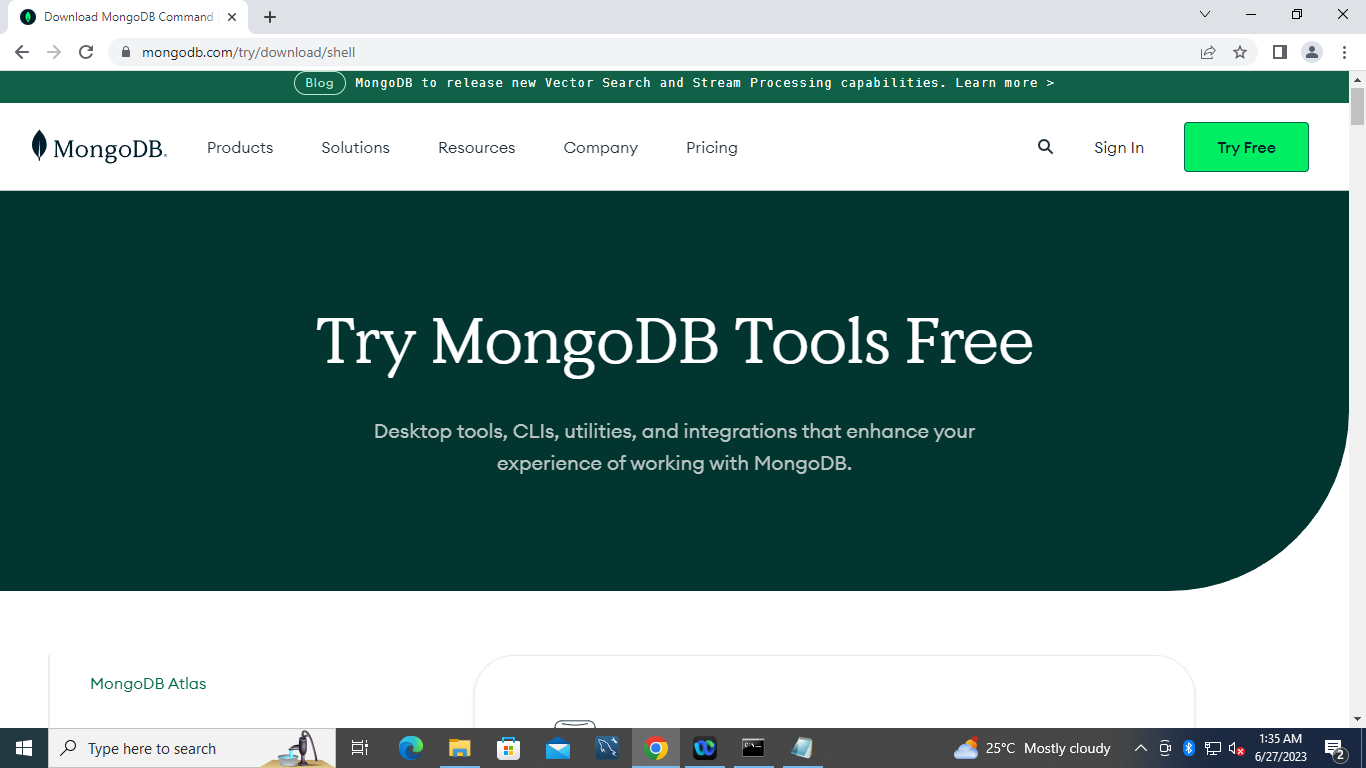 Download MongoDB Command
mongodb.com/try/download/shell
Blog MongoDB to release new Vector Search and Stream Processing capabilities. Learn more >
MongoDB. Products Solutions Resources Company Pricing Sign In Try Free
Try MongoDB Tools Free
Desktop tools, CLIs, utilities, and integrations that enhance your
experience of working with MongoDB.
MongoDB Atlas
Type here to search
25°C Mostly cloudy
1:35 AM
6/27/2023
2